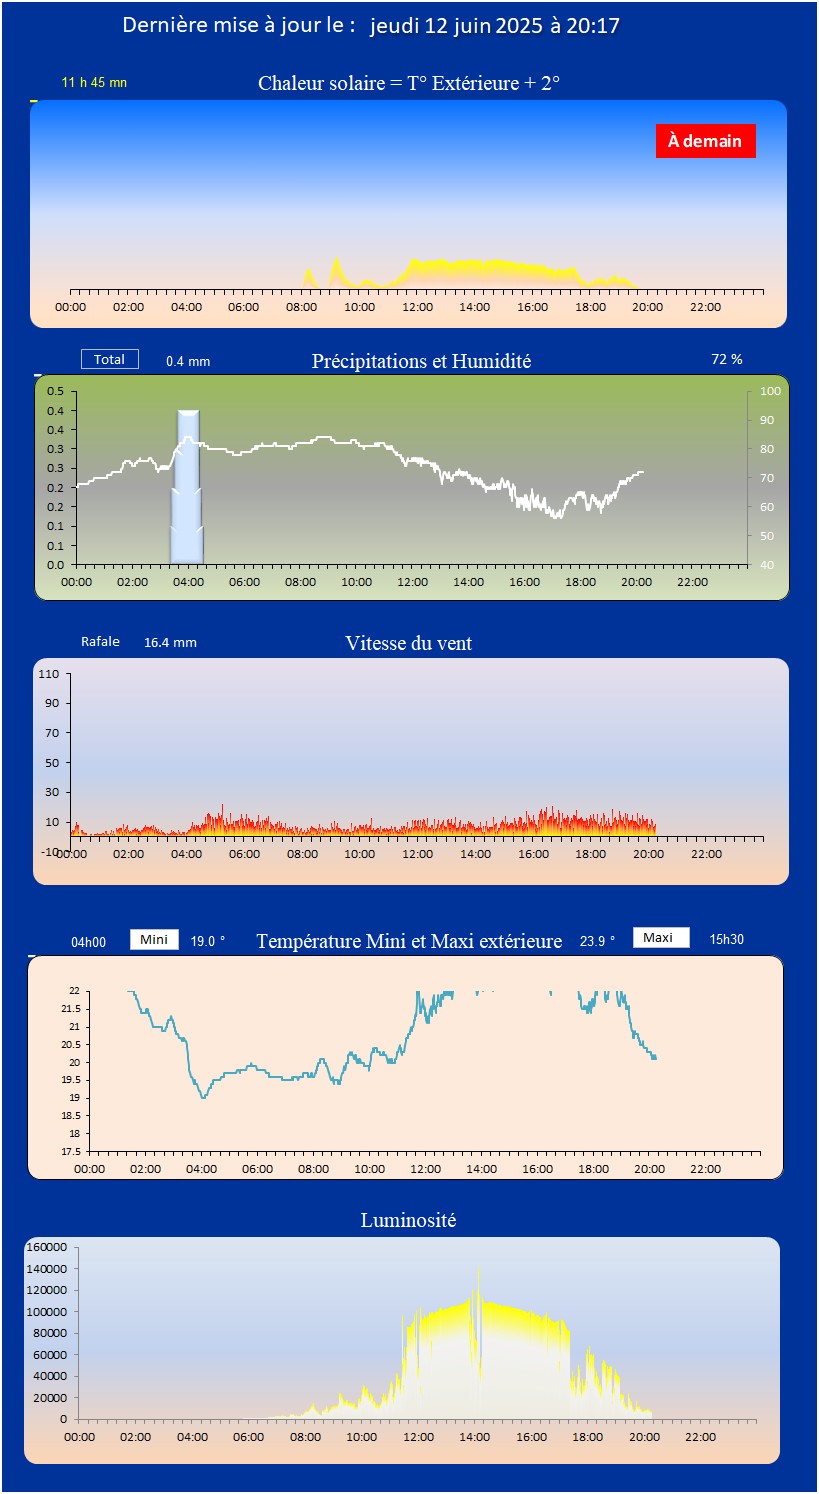 Dernière mise à jour le : jeudi 12 juin 2025 à 20:17
11 h 45 mn
Chaleur solaire = T° Extérieure + 2°
À demain
00:00 02:00 04:00 06:00 08:00 10:00 12:00 14:00 16:00 18:00 20:00 22:00
Total 0.4 mm Précipitations et Humidité 72 %
0.5 100
0.4 90
0.4
0.3 80
0.3 70
0.2
0.2 60
0.1 50
0.1
0.0 40
00:00 02:00 04:00 06:00 08:00 10:00 12:00 14:00 16:00 18:00 20:00 22:00
Rafale 16.4 mm Vitesse du vent
110
90
70
50
30
10
-10
00:00 02:00 04:00 06:00 08:00 10:00 12:00 14:00 16:00 18:00 20:00 22:00
04h00 Mini 19.0 ° Température Mini et Maxi extérieure 23.9 ° Maxi 15h30
22
21.5
21
20.5
20
19.5
19
18.5
18
17.5
00:00 02:00 04:00 06:00 08:00 10:00 12:00 14:00 16:00 18:00 20:00 22:00
Luminosité
160000
140000
120000
100000
80000
60000
40000
20000
0
00:00 02:00 04:00 06:00 08:00 10:00 12:00 14:00 16:00 18:00 20:00 22:00